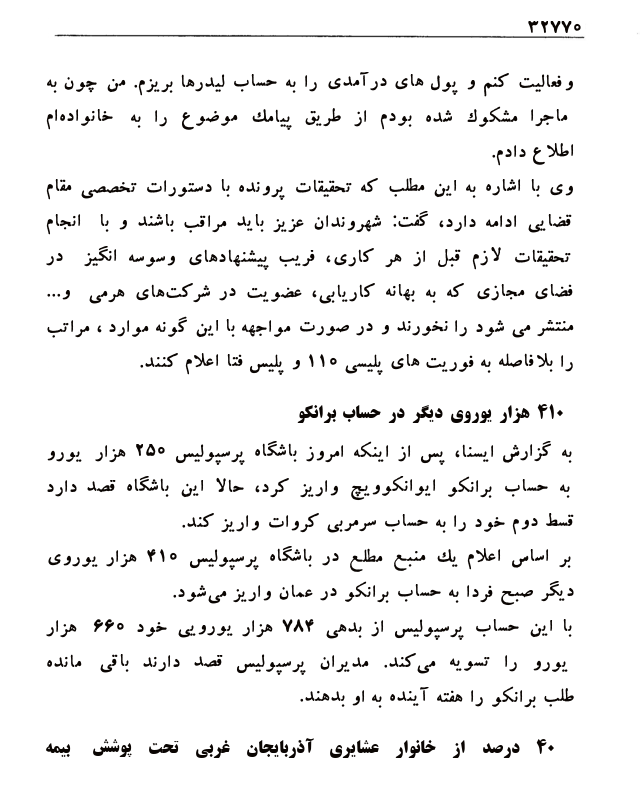 ۳۲۷۷۰
و فعالیت کنم و پول های درآمدی را به حساب لیدرها بریزم. من چون به
ماجرا مشکوك شده بودم از طریق پیامك موضوع را به خانواده‌ام
اطلاع دادم.
وی با اشاره به این مطلب که تحقیقات پرونده با دستورات تخصصی مقام
قضایی ادامه دارد، گفت: شهروندان عزیز باید مراقب باشند و با انجام
تحقیقات لازم قبل از هر کاری، فریب پیشنهادهای وسوسه انگیز در
فضای مجازی که به بهانه کاریابی، عضویت در شرکت‌های هرمی و...
منتشر می شود را نخورند و در صورت مواجهه با این گونه موارد ، مراتب
را بلافاصله به فوریت های پلیسی ۱۱۰ و پلیس فتا اعلام کنند.
۴۱۰ هزار یوروی دیگر در حساب برانکو
به گزارش ایسنا، پس از اینکه امروز باشگاه پرسپولیس ۲۵۰ هزار یورو
به حساب برانکو ایوانکوویچ واریز کرد، حالا این باشگاه قصد دارد
قسط دوم خود را به حساب سرمربی کروات واریز کند.
بر اساس اعلام یك منبع مطلع در باشگاه پرسپولیس ۴۱۰ هزار یوروی
دیگر صبح فردا به حساب برانکو در عمان واریز می‌شود.
با این حساب پرسپولیس از بدهی ۷۸۴ هزار یورویی خود ۶۶۰ هزار
یورو را تسویه می‌کند. مدیران پرسپولیس قصد دارند باقی مانده
طلب برانکو را هفته آینده به او بدهند.
۴۰ درصد از خانوار عشایری آذربایجان غربی تحت پوشش بیمه